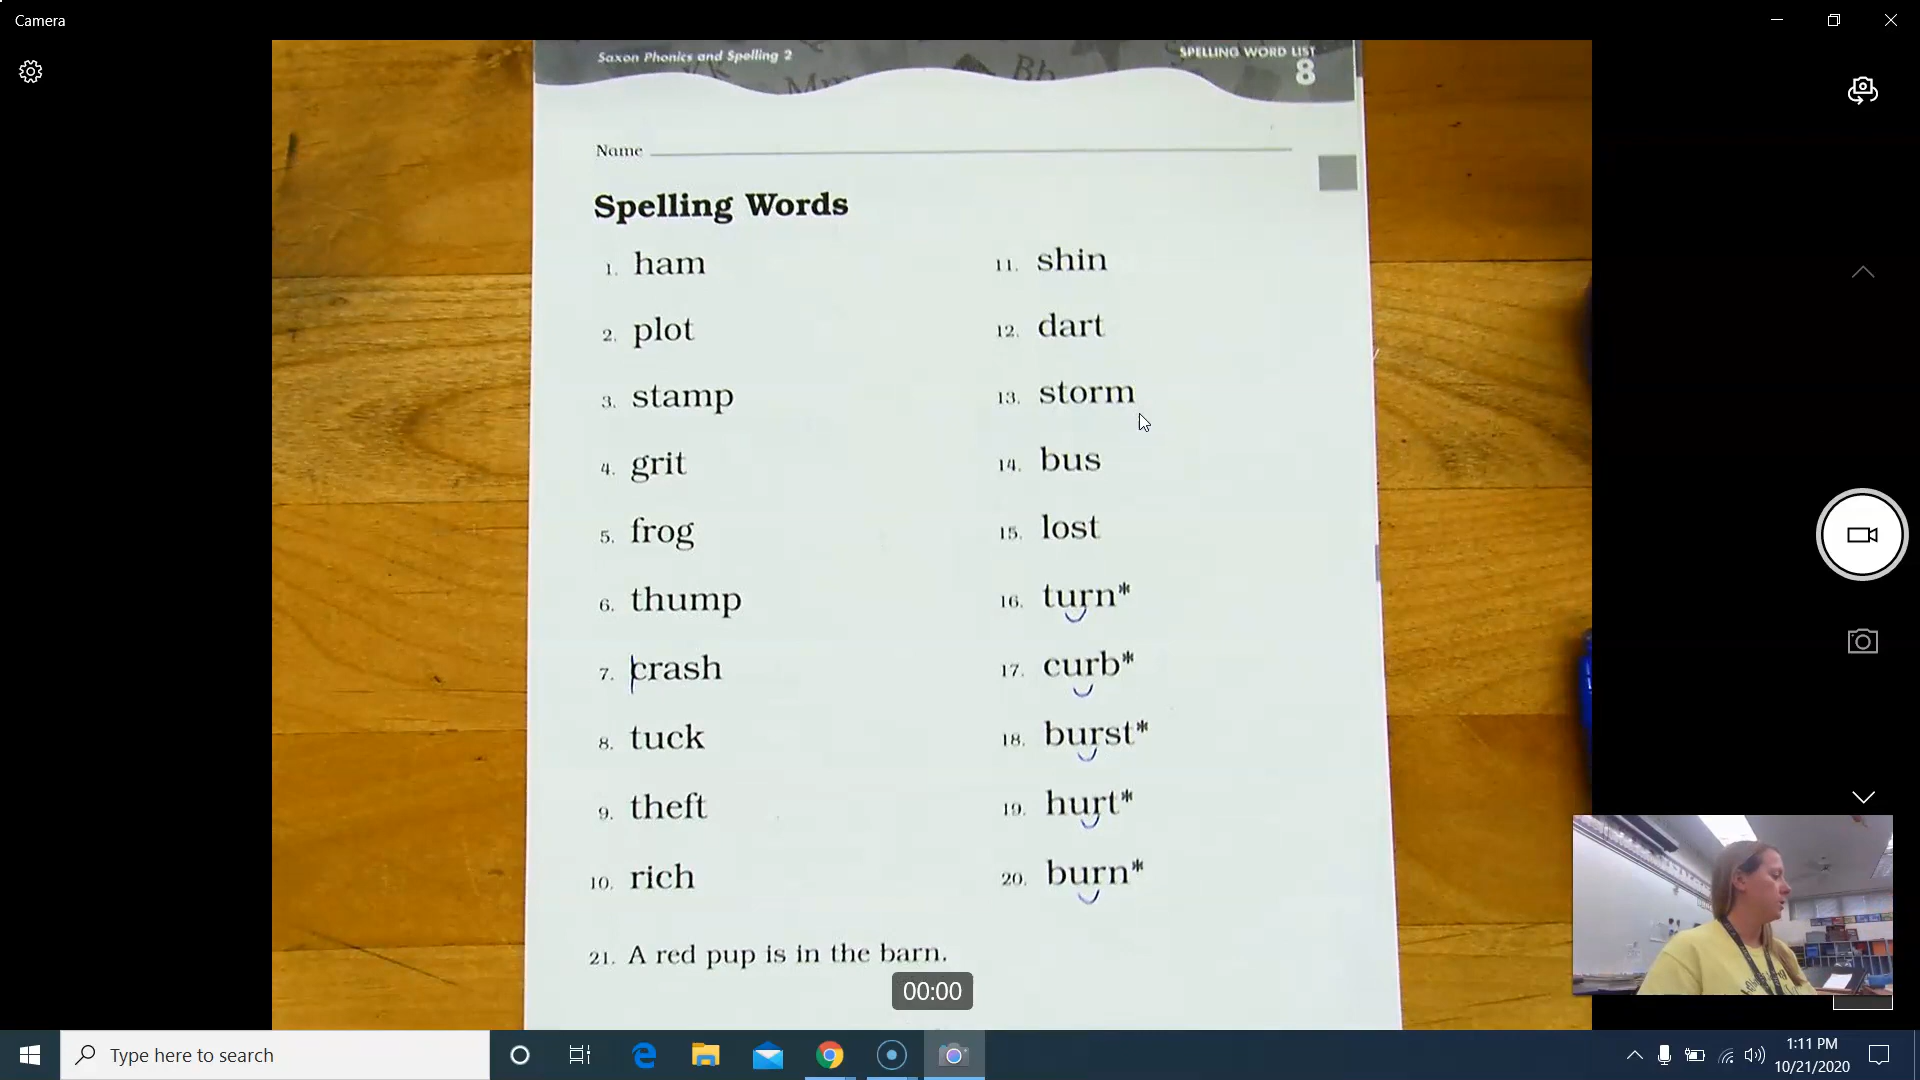 Camera
Saxon Phonics and Spelling 2
SPELLING WORD LIST
8
Mm
Bb
Name
Spelling Words
1. ham
2. plot
3. stamp
4. grit
5. frog
6. thump
7. crash
8. tuck
9. theft
10. rich
11. shin
12. dart
13. storm
14. bus
15. lost
16. turn*
17. curb*
18. burst*
19. hurt*
20. burn*
21. A red pup is in the barn.
00:00
Type here to search
1:11 PM
10/21/2020